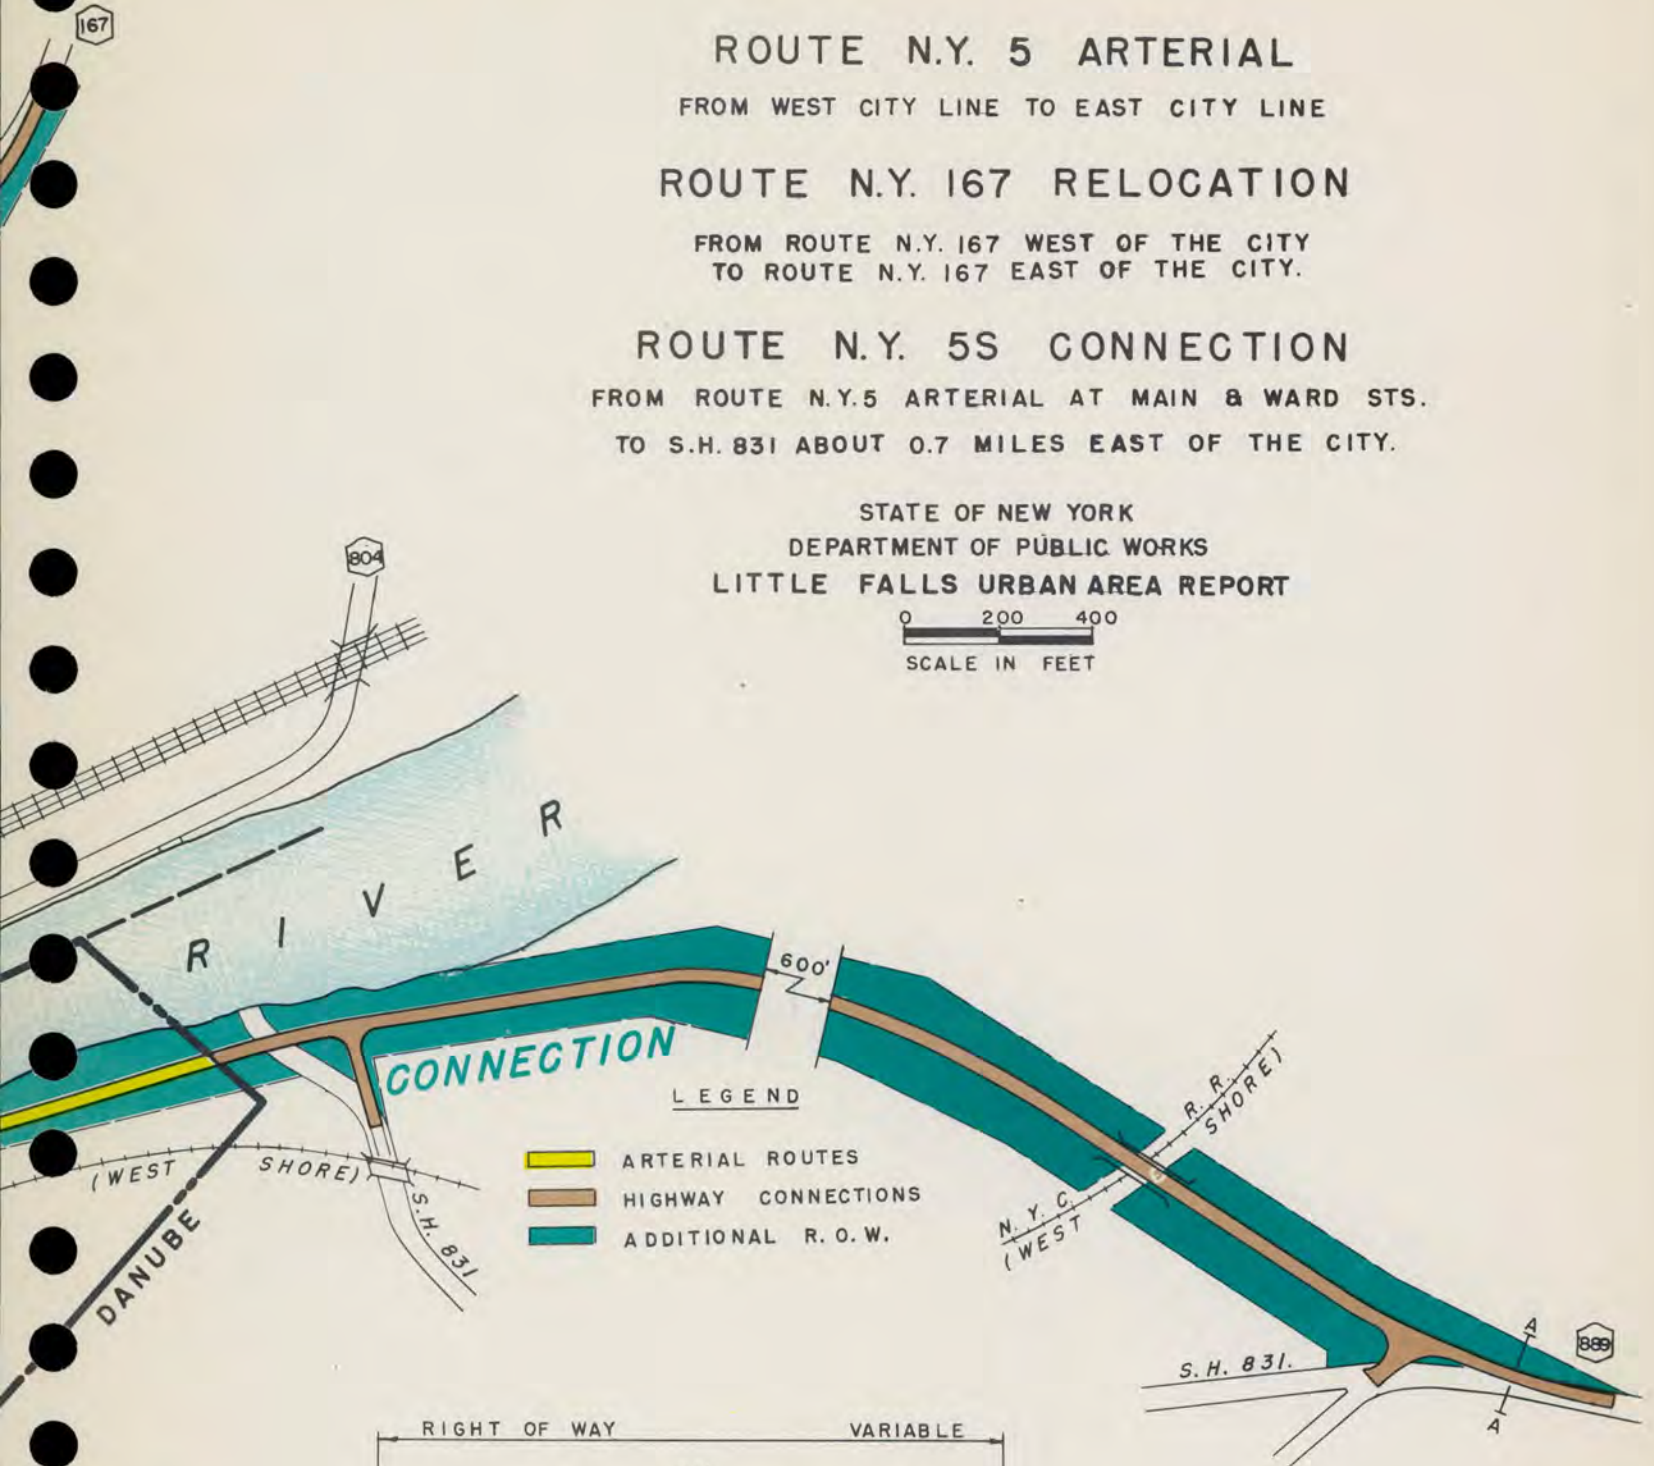 167
ROUTE N.Y. 5 ARTERIAL
FROM WEST CITY LINE TO EAST CITY LINE
ROUTE N.Y. 167 RELOCATION
FROM ROUTE N.Y. 167 WEST OF THE CITY
TO ROUTE N.Y. 167 EAST OF THE CITY.
ROUTE N.Y. 5S CONNECTION
FROM ROUTE N.Y. 5 ARTERIAL AT MAIN & WARD STS.
TO S.H. 831 ABOUT 0.7 MILES EAST OF THE CITY.
STATE OF NEW YORK
DEPARTMENT OF PUBLIC WORKS
LITTLE FALLS URBAN AREA REPORT
0 200 400
SCALE IN FEET
804
RIVER
600'
CONNECTION
LEGEND
ARTERIAL ROUTES
HIGHWAY CONNECTIONS
ADDITIONAL R.O.W.
(WEST SHORE)
S.H. 831
DANUBE
N.Y.C. R.R.
(WEST SHORE)
S.H. 831.
A
A
889
RIGHT OF WAY VARIABLE